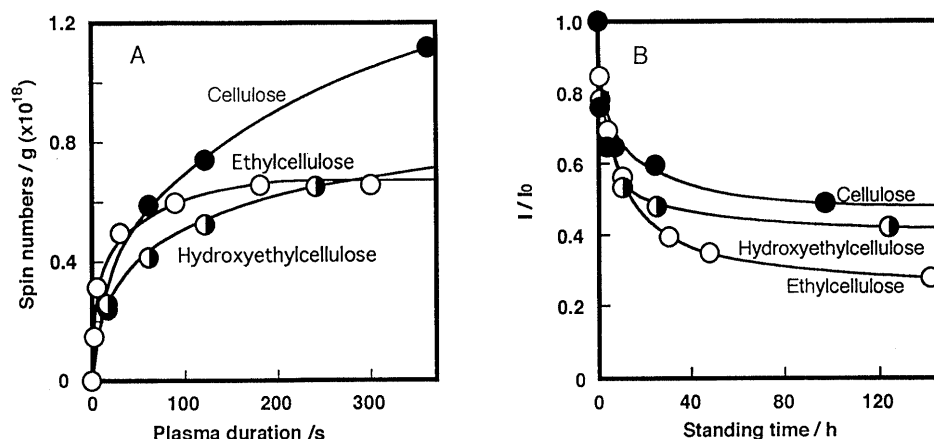 A
1.2
0.8
0.4
0
Spin numbers / g (x10¹⁸)
Cellulose
Ethylcellulose
Hydroxyethylcellulose
0 100 200 300
Plasma duration /s
B
1.0
0.8
0.6
0.4
0.2
0
I / I₀
Cellulose
Hydroxyethylcellulose
Ethylcellulose
0 40 80 120
Standing time / h